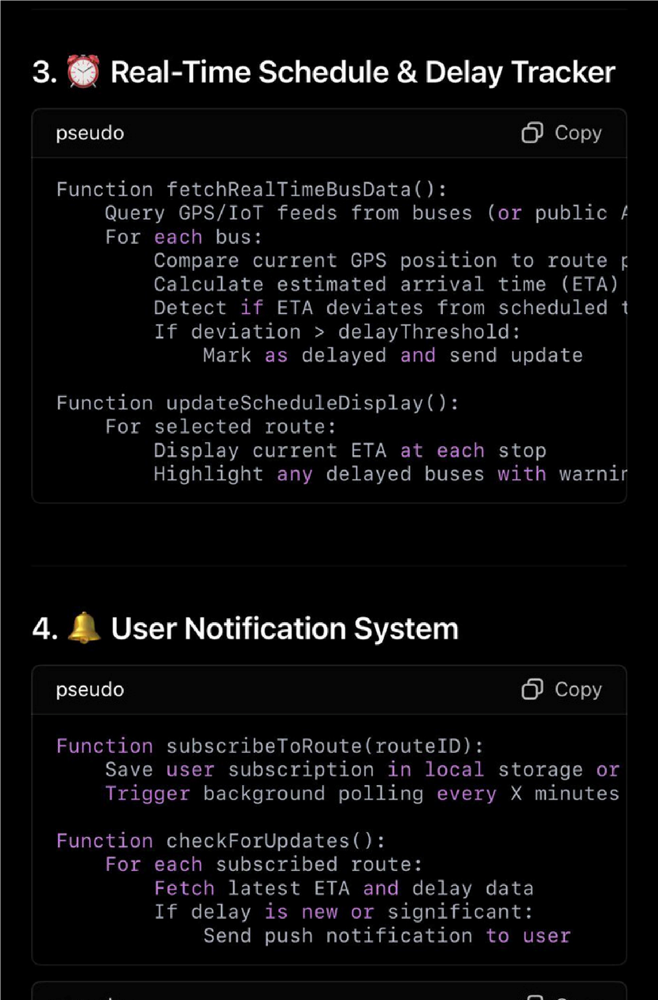 3. ⏰ Real-Time Schedule & Delay Tracker
pseudo
Copy
Function fetchRealTimeBusData():
    Query GPS/IoT feeds from buses (or public
    For each bus:
        Compare current GPS position to route
        Calculate estimated arrival time (ETA)
        Detect if ETA deviates from scheduled
        If deviation > delayThreshold:
            Mark as delayed and send update
Function updateScheduleDisplay():
    For selected route:
        Display current ETA at each stop
        Highlight any delayed buses with
4. 🔔 User Notification System
pseudo
Copy
Function subscribeToRoute(routeID):
    Save user subscription in local storage or
    Trigger background polling every X minutes
Function checkForUpdates():
    For each subscribed route:
        Fetch latest ETA and delay data
        If delay is new or significant:
            Send push notification to user